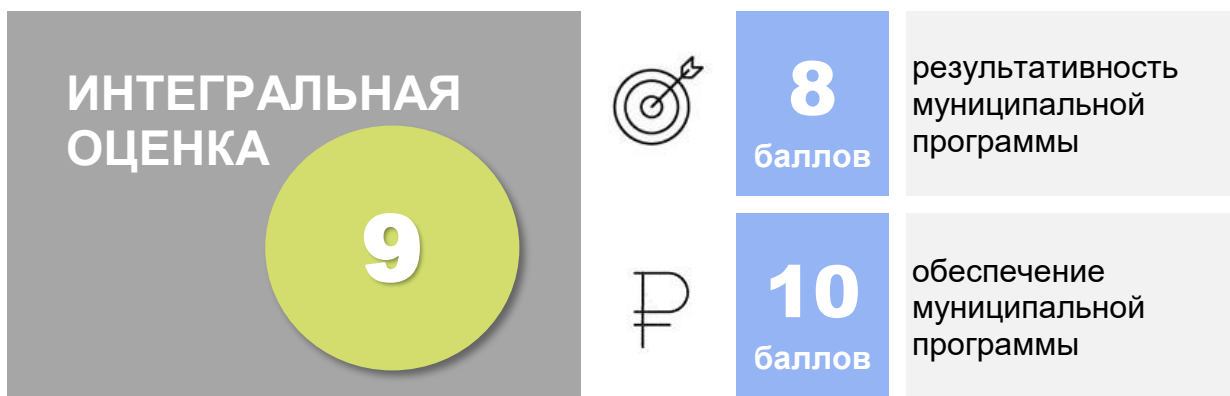 ИНТЕГРАЛЬНАЯ
ОЦЕНКА
9
8
баллов
результативность
муниципальной
программы
10
баллов
обеспечение
муниципальной
программы